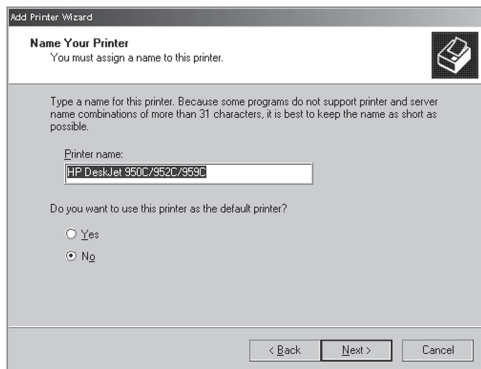 Add Printer Wizard
Name Your Printer
You must assign a name to this printer.
Type a name for this printer. Because some programs do not support printer and server
name combinations of more than 31 characters, it is best to keep the name as short as
possible.
Printer name:
HP DeskJet 950C/952C/959C
Do you want to use this printer as the default printer?
Yes
No
< Back Next > Cancel